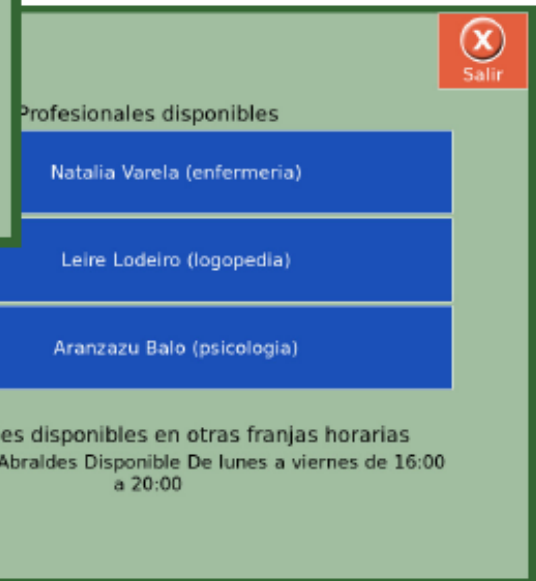 Salir
Profesionales disponibles
Natalia Varela (enfermeria)
Leire Lodeiro (logopedia)
Aranzazu Balo (psicologia)
es disponibles en otras franjas horarias
Abraldes Disponible De lunes a viernes de 16:00
a 20:00